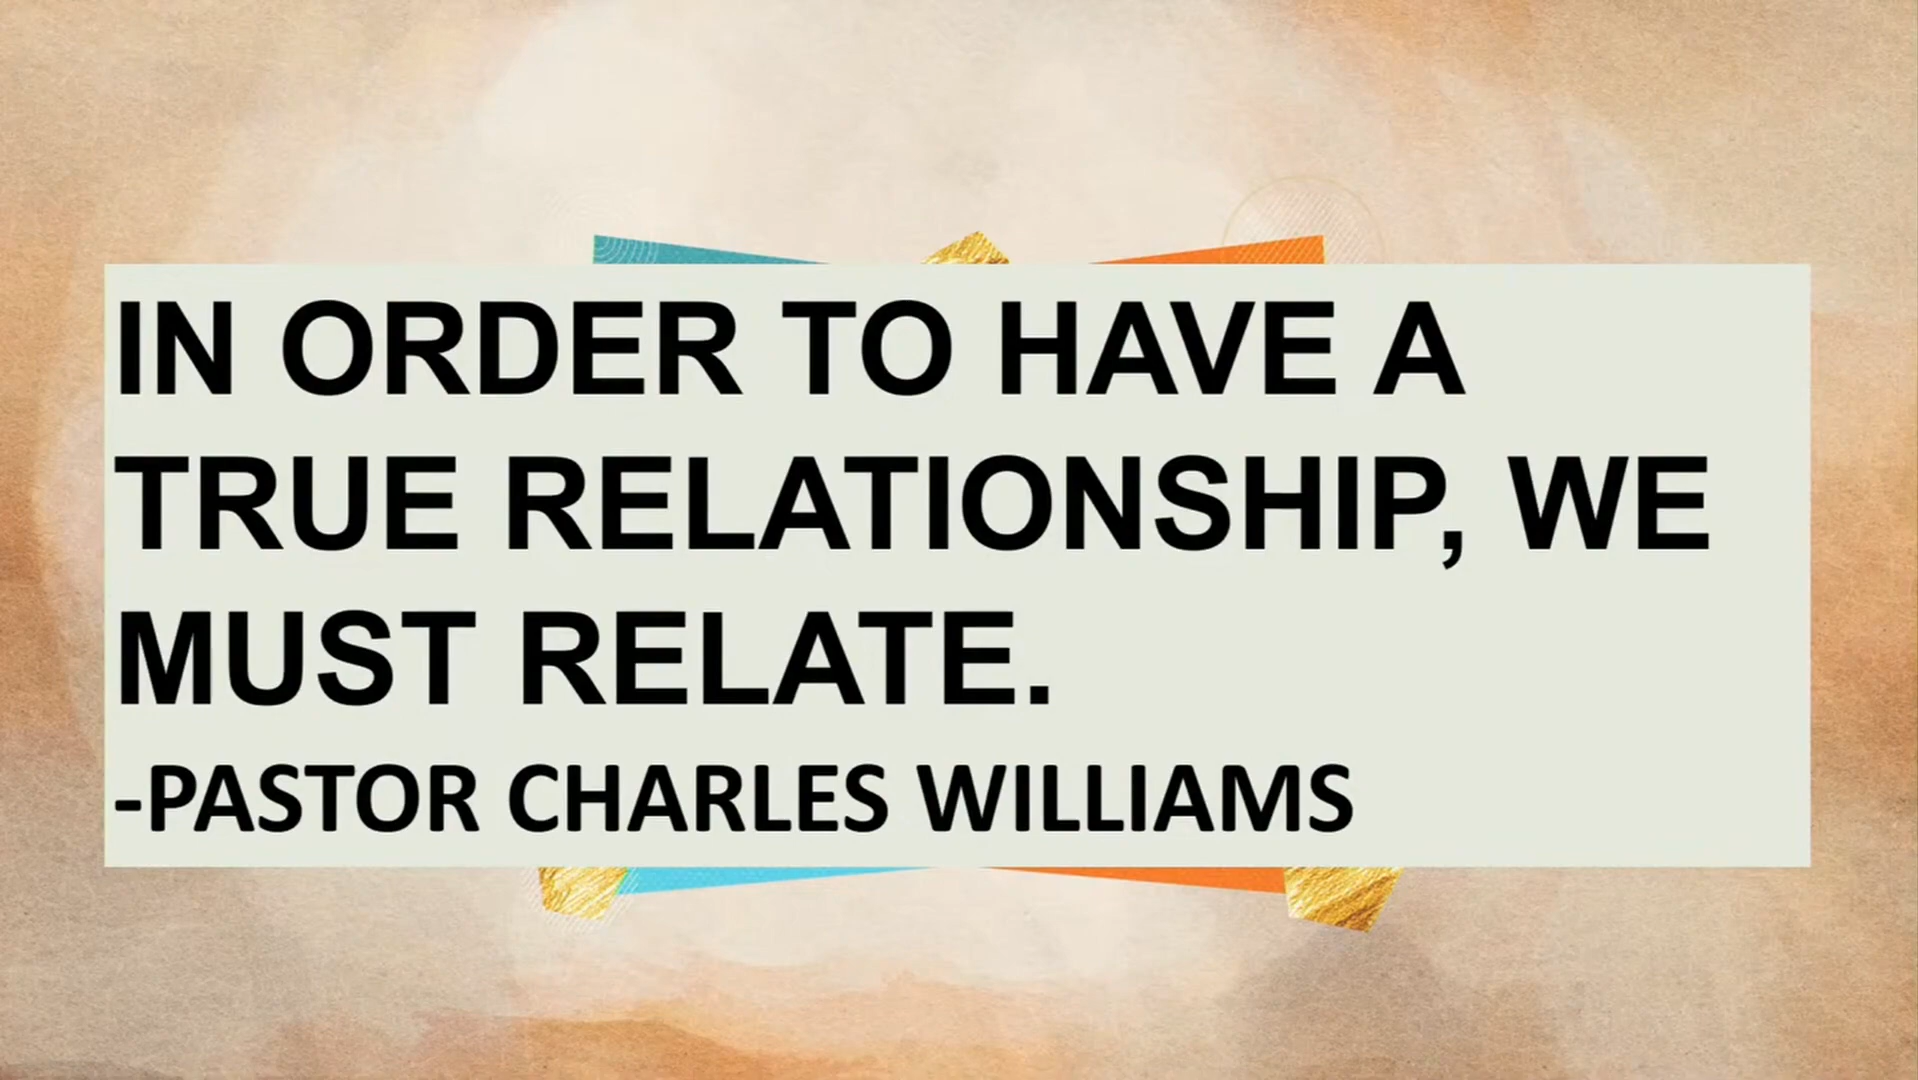 IN ORDER TO HAVE A
TRUE RELATIONSHIP, WE
MUST RELATE.
-PASTOR CHARLES WILLIAMS